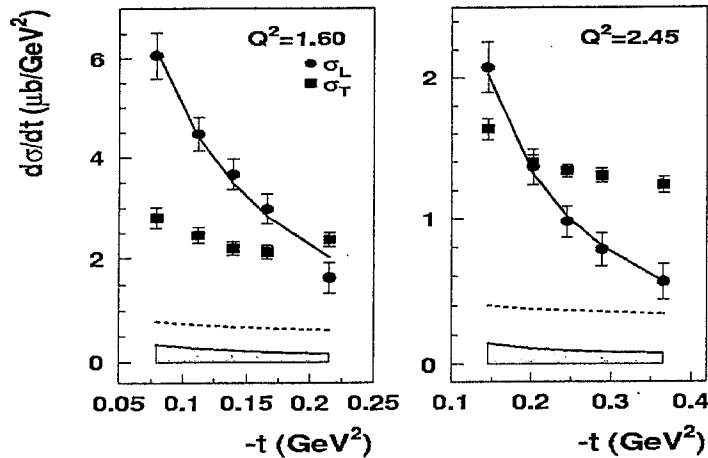 Q²=1.60
σL
σT
Q²=2.45
dσ/dt (μb/GeV²)
6
4
2
0
2
1
0
0.05 0.1 0.15 0.2 0.25
0.1 0.2 0.3 0.4
-t (GeV²)
-t (GeV²)